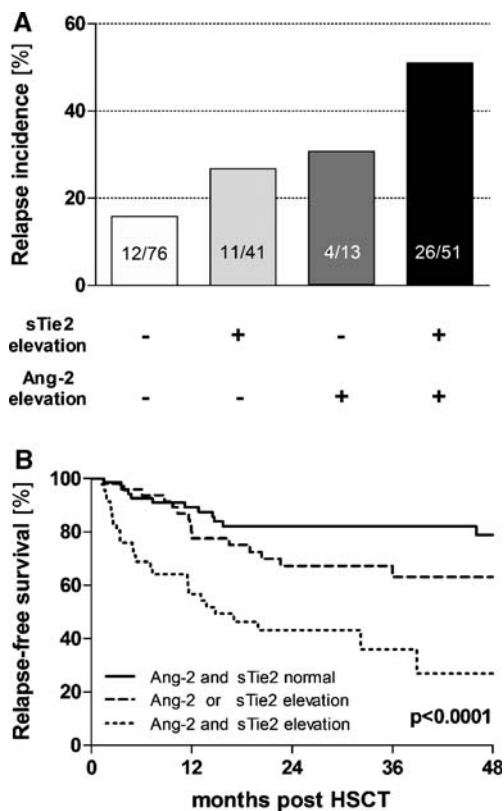 A
Relapse incidence [%]
60
40
20
0
12/76
11/41
4/13
26/51
sTie2
elevation
- + - +
Ang-2
elevation
- - + +
B
Relapse-free survival [%]
100
80
60
40
20
0
Ang-2 and sTie2 normal
Ang-2 or sTie2 elevation
Ang-2 and sTie2 elevation
p<0.0001
0 12 24 36 48
months post HSCT